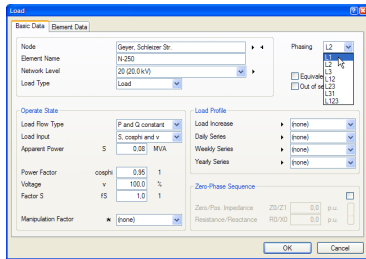 Load
Basic Data Element Data
Node Geyer, Schleizer Str. Phasing L2
Element Name N-250
Network Level 20 (20,0 kV)
Load Type Load
L1
L2
L3
L12
L23
L31
L123
Equivale
Out of se
Operate State
Load Flow Type P and Q constant
Load Input S, cosphi and v
Apparent Power S 0,08 MVA
Power Factor cosphi 0,95 1
Voltage v 100,0 %
Factor S fS 1,0 1
Manipulation Factor (none)
Load Profile
Load Increase (none)
Daily Series (none)
Weekly Series (none)
Yearly Series (none)
Zero-Phase Sequence
Zero/Pos. Impedance Z0/Z1 0,0 p.u.
Resistance/Reactance R0/X0 0,0 p.u.
OK Cancel